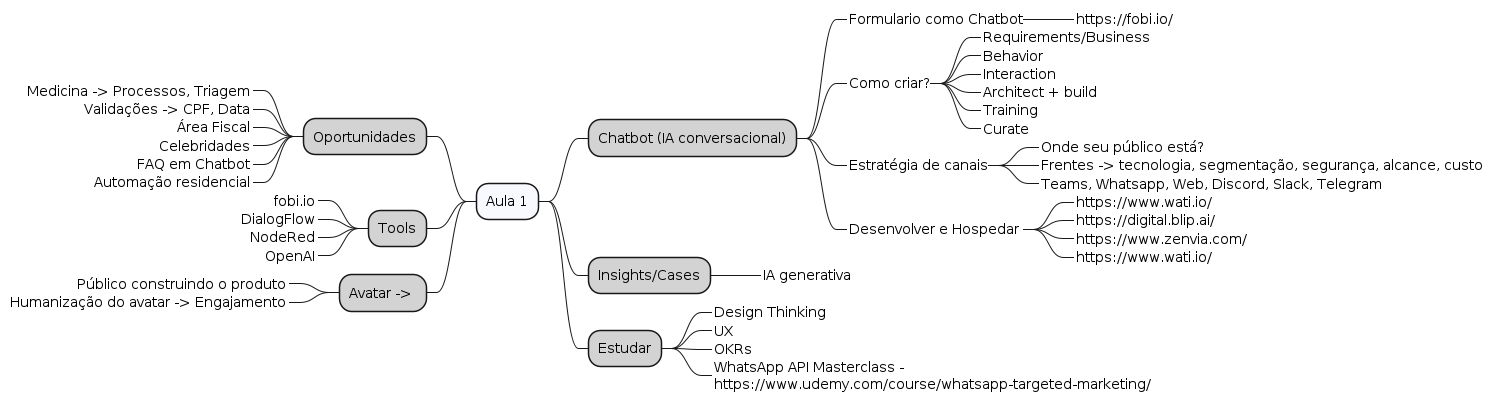 Aula 1
Chatbot (IA conversacional)
Formulario como Chatbot
https://fobi.io/
Como criar?
Requirements/Business
Behavior
Interaction
Architect + build
Training
Curate
Estratégia de canais
Onde seu público está?
Frentes -> tecnologia, segmentação, segurança, alcance, custo
Teams, Whatsapp, Web, Discord, Slack, Telegram
Desenvolver e Hospedar
https://www.wati.io/
https://digital.blip.ai/
https://www.zenvia.com/
https://www.wati.io/
Insights/Cases
IA generativa
Estudar
Design Thinking
UX
OKRs
WhatsApp API Masterclass -
https://www.udemy.com/course/whatsapp-targeted-marketing/
Oportunidades
Medicina -> Processos, Triagem
Validações -> CPF, Data
Área Fiscal
Celebridades
FAQ em Chatbot
Automação residencial
Tools
fobi.io
DialogFlow
NodeRed
OpenAI
Avatar ->
Público construindo o produto
Humanização do avatar -> Engajamento